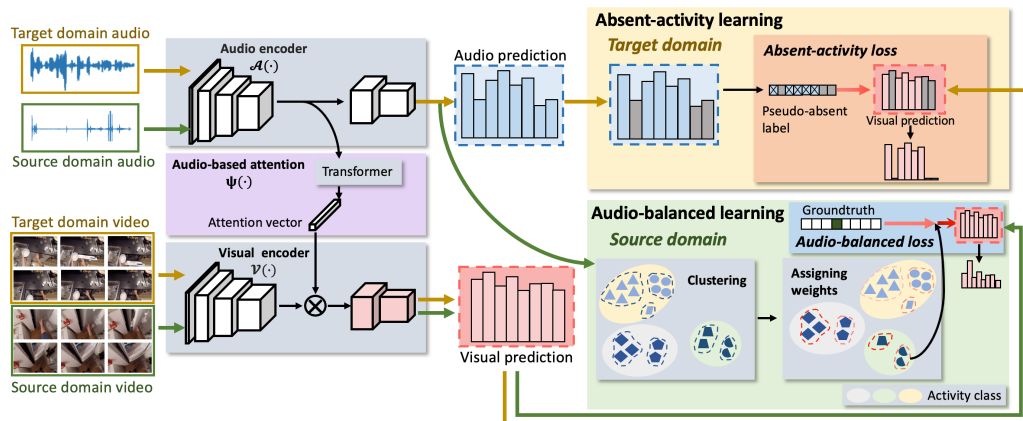 Target domain audio
Source domain audio
Target domain video
Source domain video
Audio encoder
𝒜(·)
Audio-based attention
Ψ(·)
Transformer
Attention vector
Visual encoder
𝒱(·)
Audio prediction
Visual prediction
Absent-activity learning
Target domain
Absent-activity loss
Pseudo-absent
label
Visual prediction
Audio-balanced learning
Source domain
Groundtruth
Audio-balanced loss
Clustering
Assigning
weights
Activity class